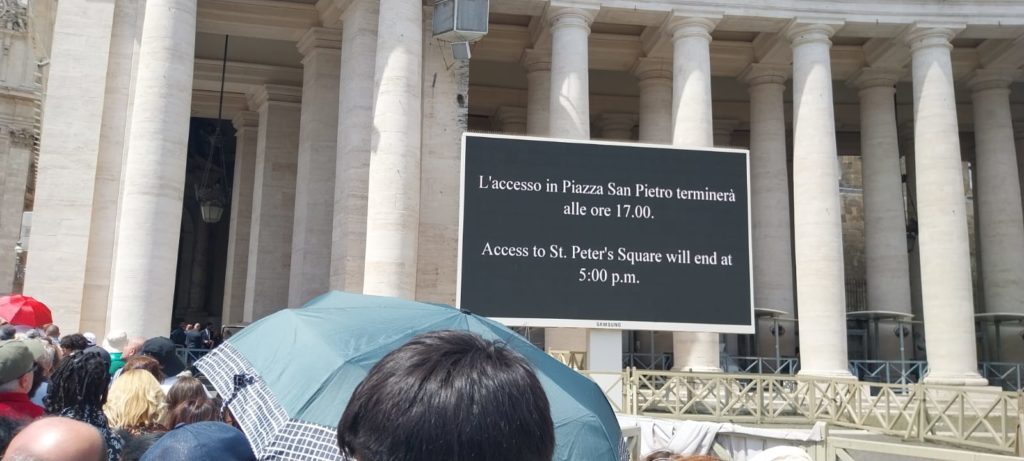 L'accesso in Piazza San Pietro terminerà
alle ore 17.00.
Access to St. Peter's Square will end at
5:00 p.m.
SAMSUNG